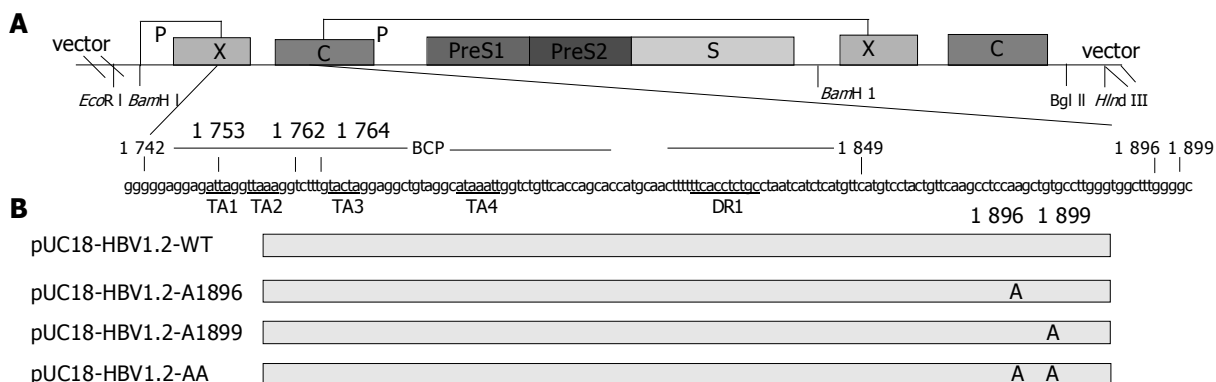 A
P
P
vector
X
C
PreS1
PreS2
S
X
C
vector
EcoR I
BamH I
BamH 1
Bgl II
HInd III
1 753
1 762
1 764
1 742
BCP
1 849
1 896
1 899
gggggaggagattaggttaaaggtctttgtactaggaggctgtaggcataaattggtctgttcaccagcaccatgcaactttttttcacctctgcctaatcatctcatgttcatgtcctactgttcaagcctccaagctgtgccttgggtggctttggggc
TA1
TA2
TA3
TA4
DR1
B
1 896
1 899
pUC18-HBV1.2-WT
pUC18-HBV1.2-A1896
A
pUC18-HBV1.2-A1899
A
pUC18-HBV1.2-AA
A
A